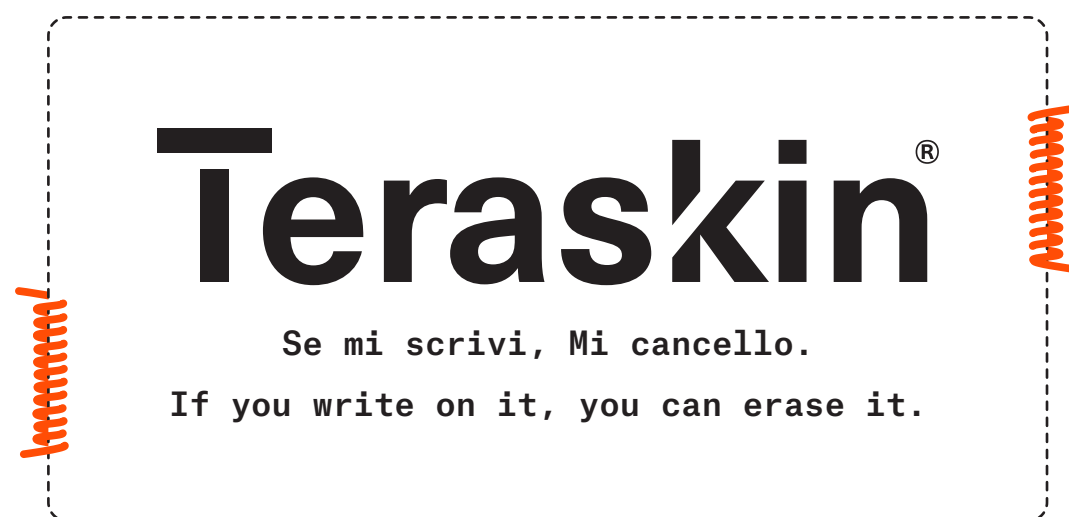 Teraskin®
Se mi scrivi, Mi cancello.
If you write on it, you can erase it.